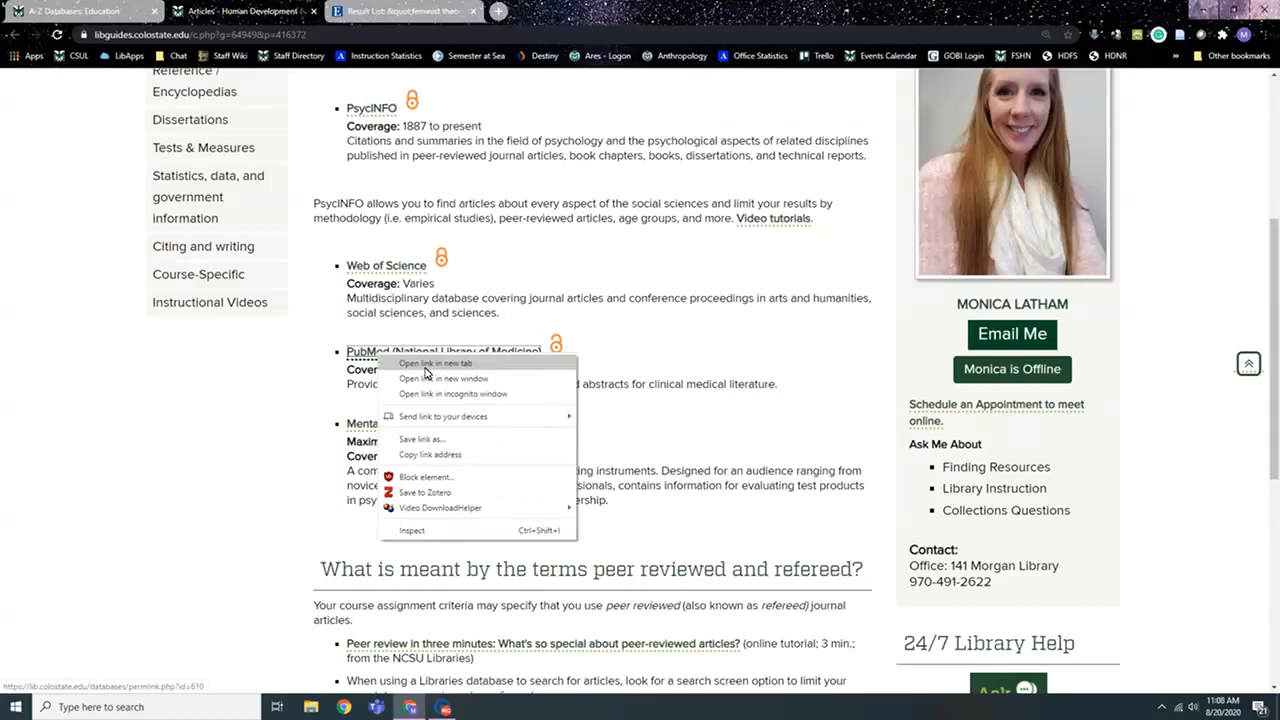 A-Z Databases: Education
Articles - Human Development
Result List: &quot;feminist the
libguides.colostate.edu/c.php?g=64949&p=416372
Apps CSUL LibApps Chat Staff Wiki Staff Directory Instruction Statistics Semester at Sea Destiny Ares - Logon Anthropology Office Statistics Trello Events Calendar GOBI Login FSHN HDFS HDNR Other bookmarks
Reference /
Encyclopedias
Dissertations
Tests & Measures
Statistics, data, and
government
information
Citing and writing
Course-Specific
Instructional Videos
PsycINFO
Coverage: 1887 to present
Citations and summaries in the field of psychology and the psychological aspects of related disciplines
published in peer-reviewed journal articles, book chapters, books, dissertations, and technical reports.
PsycINFO allows you to find articles about every aspect of the social sciences and limit your results by
methodology (i.e. empirical studies), peer-reviewed articles, age groups, and more. Video tutorials.
Web of Science
Coverage: Varies
Multidisciplinary database covering journal articles and conference proceedings in arts and humanities,
social sciences, and sciences.
PubMed (National Library of Medicine)
Cover
Provid
abstracts for clinical medical literature.
Menta
Maxim
Cover
A com
ing instruments. Designed for an audience ranging from
novice
sionals, contains information for evaluating test products
in psy
ership.
Open link in new tab
Open link in new window
Open link in incognito window
Send link to your devices
Save link as...
Copy link address
Block element...
Save to Zotero
Video DownloadHelper
Inspect Ctrl+Shift+I
What is meant by the terms peer reviewed and refereed?
Your course assignment criteria may specify that you use peer reviewed (also known as refereed) journal
articles.
Peer review in three minutes: What's so special about peer-reviewed articles? (online tutorial; 3 min.;
from the NCSU Libraries)
When using a Libraries database to search for articles, look for a search screen option to limit your
MONICA LATHAM
Email Me
Monica is Offline
Schedule an Appointment to meet
online.
Ask Me About
Finding Resources
Library Instruction
Collections Questions
Contact:
Office: 141 Morgan Library
970-491-2622
24/7 Library Help
Ask
https://lib.colostate.edu/databases/permlink.php?id=610
Type here to search
11:08 AM
8/20/2020
21